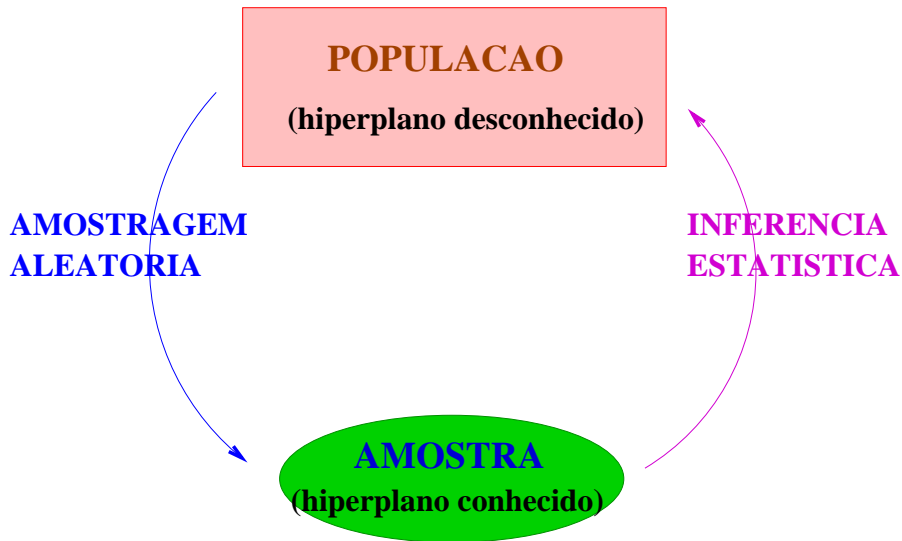 POPULACAO
(hiperplano desconhecido)
AMOSTRAGEM
ALEATORIA
INFERENCIA
ESTATISTICA
AMOSTRA
(hiperplano conhecido)